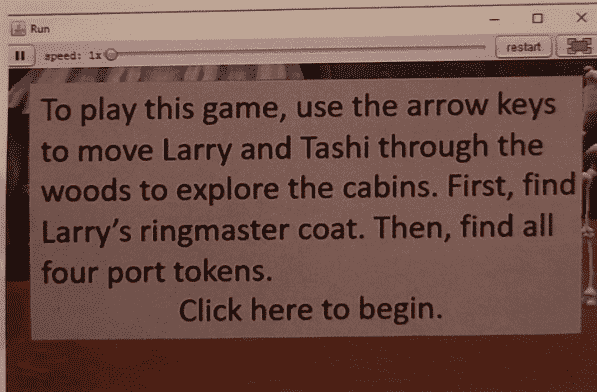 Run
speed: 1x
restart
To play this game, use the arrow keys
to move Larry and Tashi through the
woods to explore the cabins. First, find
Larry's ringmaster coat. Then, find all
four port tokens.
Click here to begin.